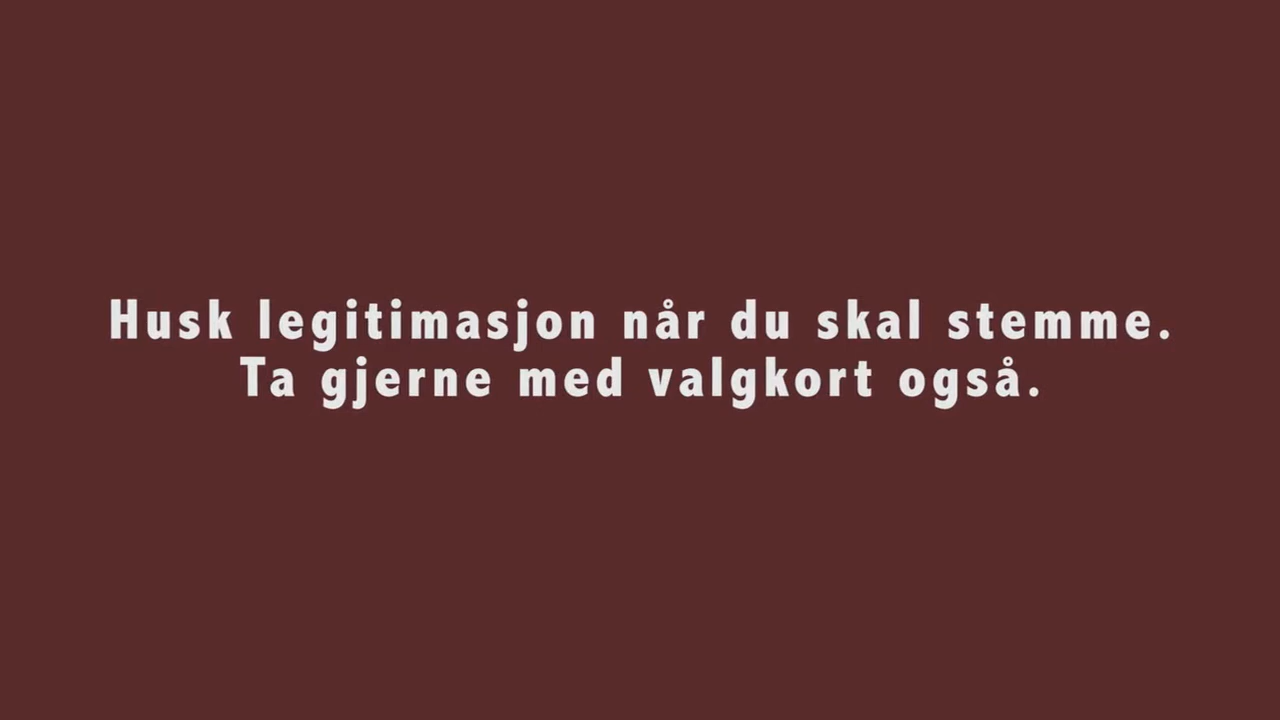 Husk legitimasjon når du skal stemme.
Ta gjerne med valgkort også.